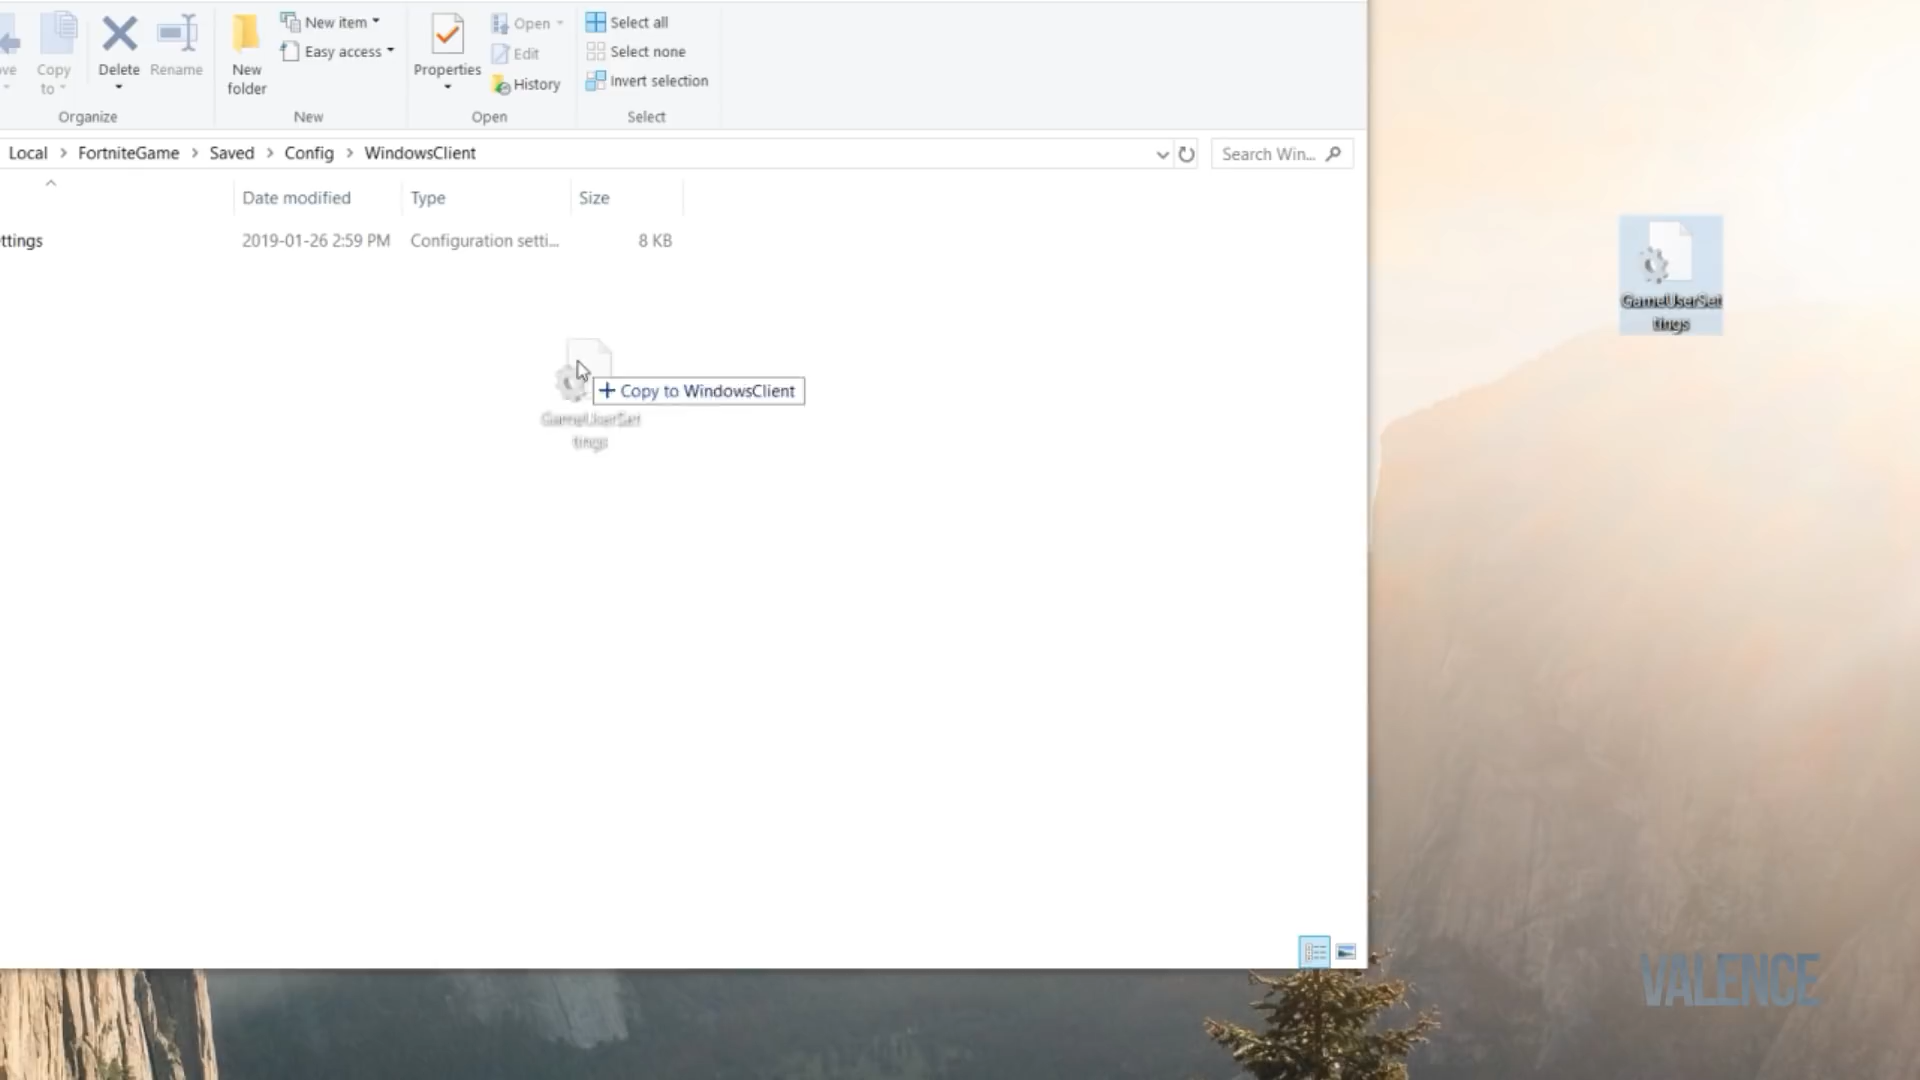 New item
Open
Select all
Easy access
Edit
Select none
Copy to
Delete
Rename
New folder
Properties
History
Invert selection
Organize
New
Open
Select
Local > FortniteGame > Saved > Config > WindowsClient
Search Win...
Date modified
Type
Size
ttings
2019-01-26 2:59 PM
Configuration setti...
8 KB
GameUserSet
tings
+ Copy to WindowsClient
GameUserSet
tings
VALENCE